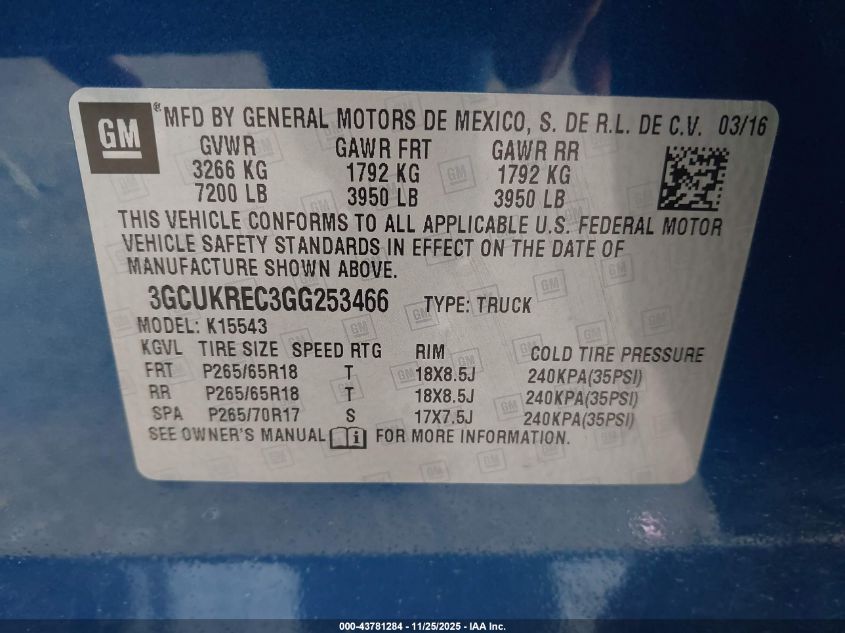 GM ® MFD BY GENERAL MOTORS DE MEXICO, S. DE R.L. DE C.V. 03/16
GVWR GAWR FRT GAWR RR
3266 KG 1792 KG 1792 KG
7200 LB 3950 LB 3950 LB
THIS VEHICLE CONFORMS TO ALL APPLICABLE U.S. FEDERAL MOTOR
VEHICLE SAFETY STANDARDS IN EFFECT ON THE DATE OF
MANUFACTURE SHOWN ABOVE.
3GCUKREC3GG253466 TYPE: TRUCK
MODEL: K15543
KGVL TIRE SIZE SPEED RTG RIM COLD TIRE PRESSURE
FRT P265/65R18 T 18X8.5J 240KPA(35PSI)
RR P265/65R18 T 18X8.5J 240KPA(35PSI)
SPA P265/70R17 S 17X7.5J 240KPA(35PSI)
SEE OWNER'S MANUAL i FOR MORE INFORMATION.
000-43781284 - 11/25/2025 - IAA Inc.